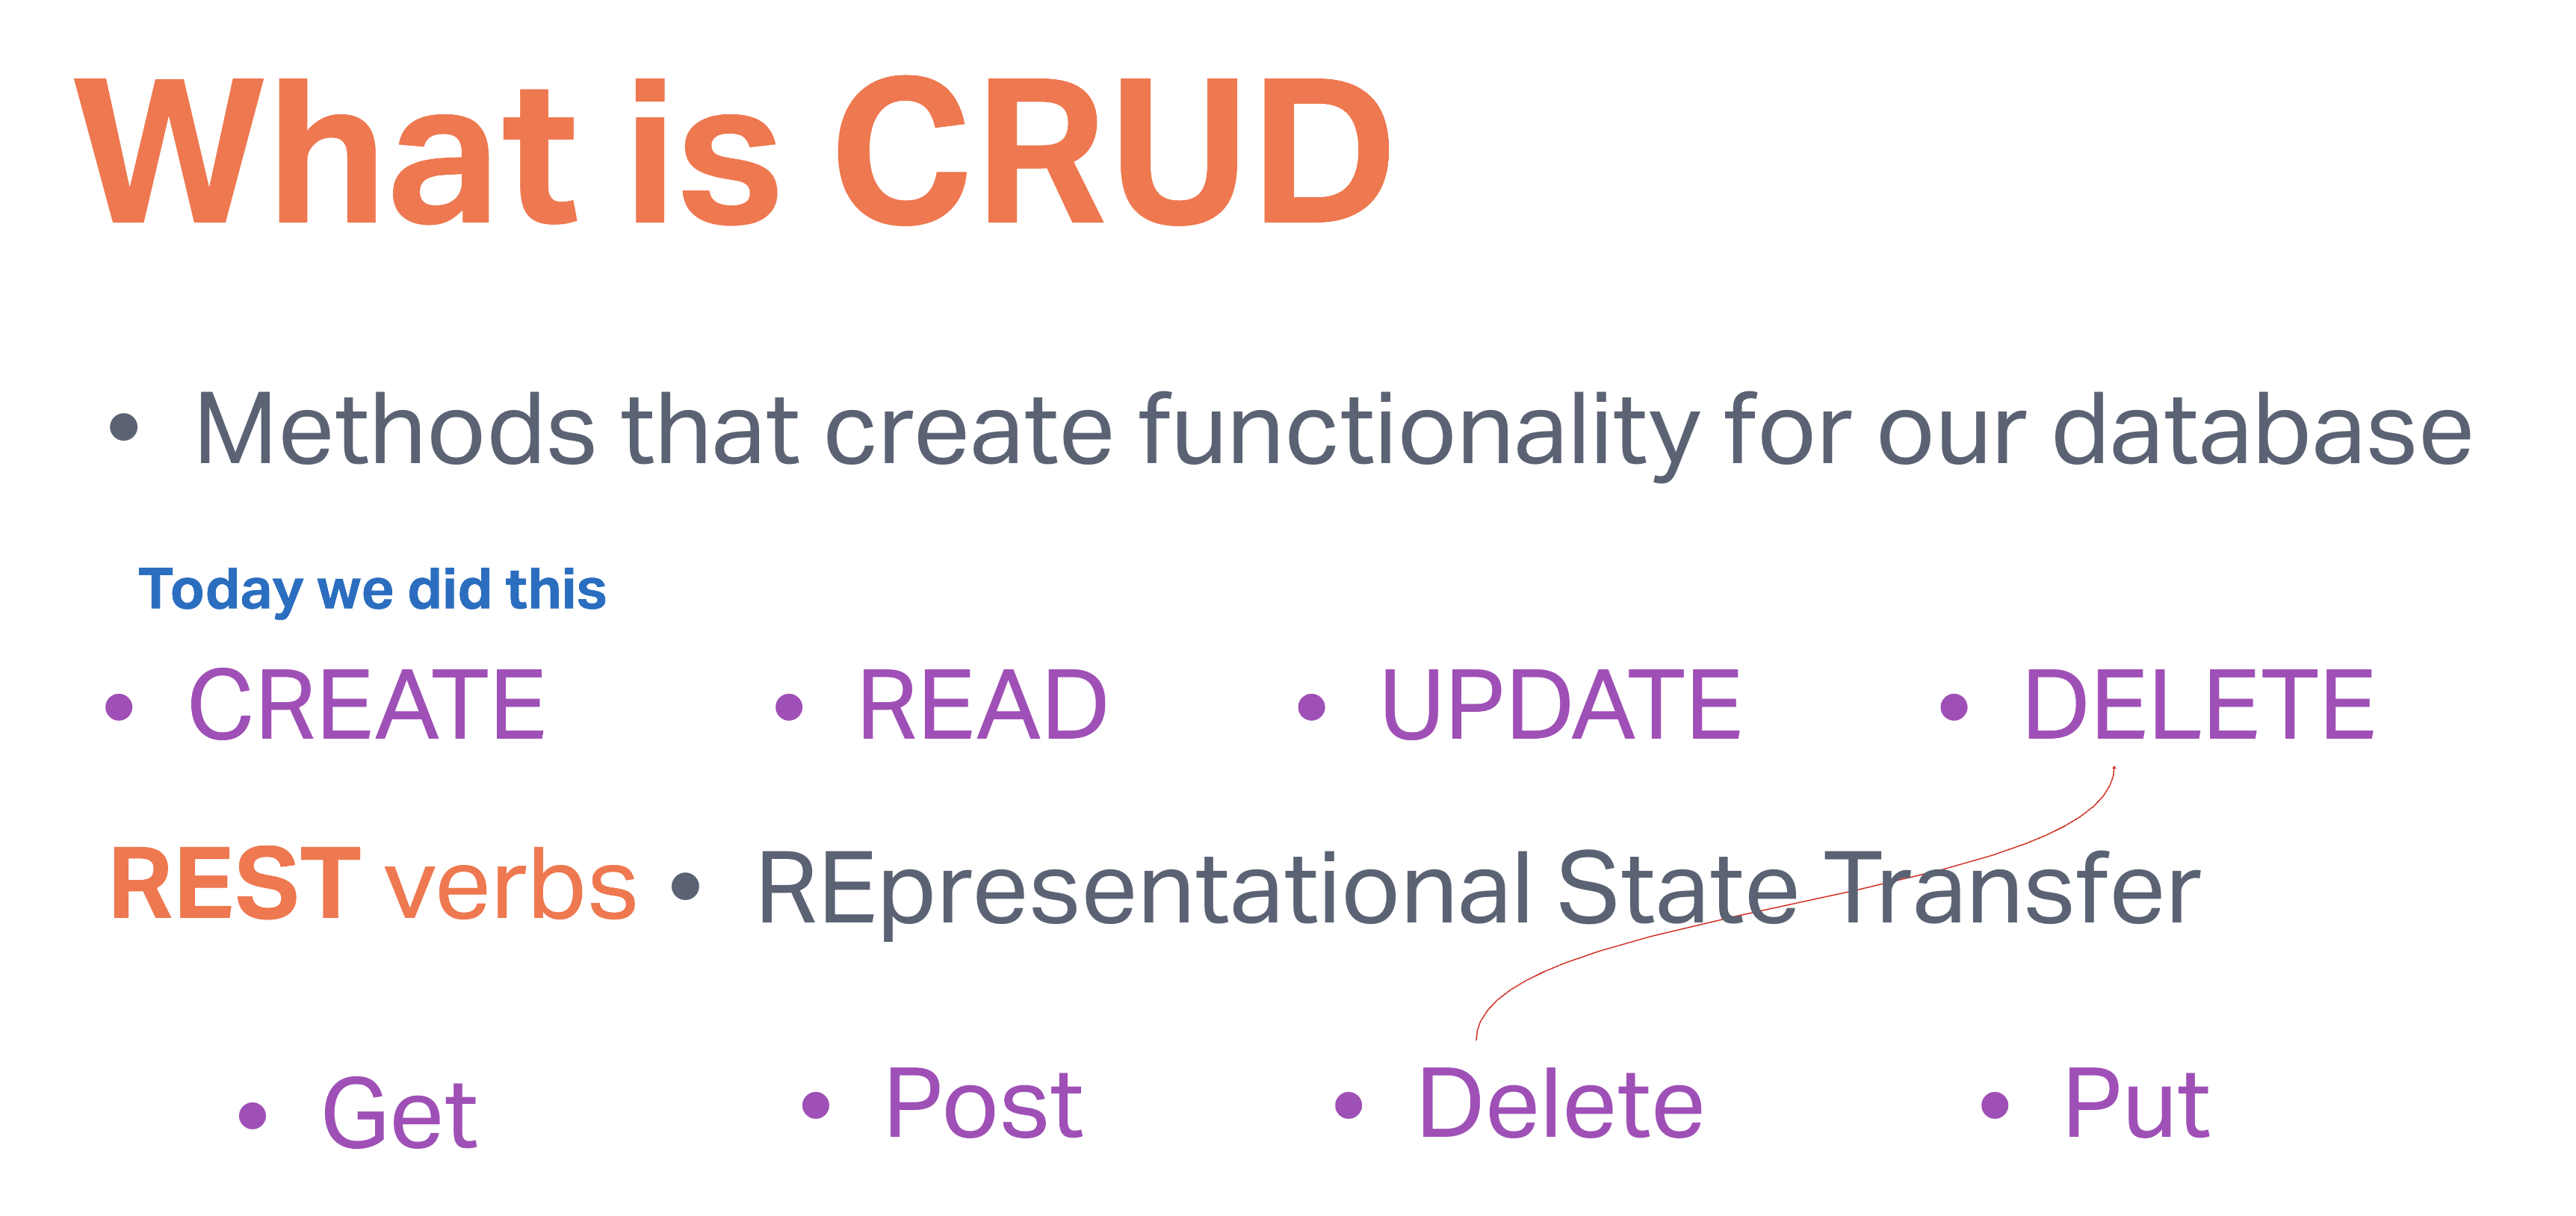 What is CRUD
• Methods that create functionality for our database
Today we did this
• CREATE • READ • UPDATE • DELETE
REST verbs • REpresentational State Transfer
• Get • Post • Delete • Put